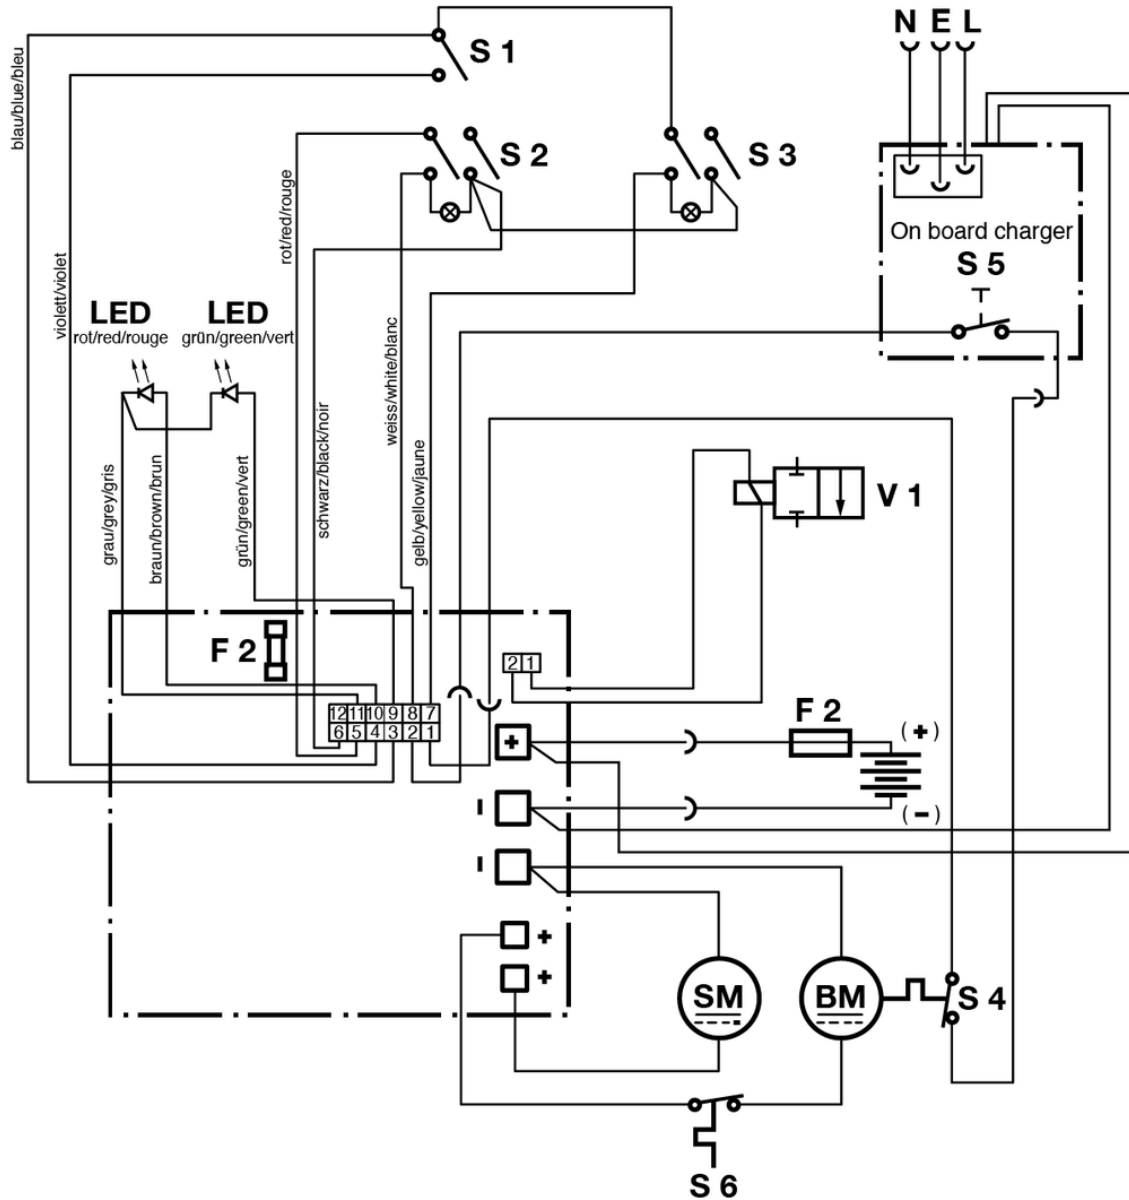 N E L
S 1
blau/blue/bleu
S 2
S 3
rot/red/rouge
On board charger
S 5
violett/violet
LED
rot/red/rouge
LED
grün/green/vert
weiss/white/blanc
schwarz/black/noir
gelb/yellow/jaune
grau/grey/gris
braun/brown/brun
grün/green/vert
V 1
F 2
2 1
12 11 10 9 8 7
6 5 4 3 2 1
+
F 2
(+)
-
(-)
-
+
+
SM
BM
S 4
S 6